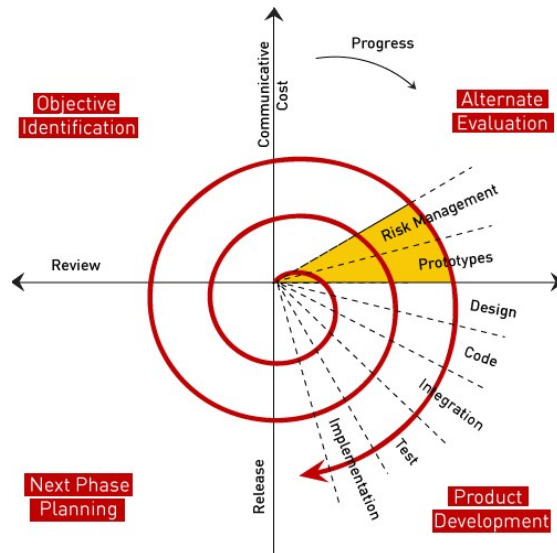 Progress
Communicative
Cost
Objective
Identification
Alternate
Evaluation
Risk Management
Prototypes
Review
Design
Code
Integration
Test
Implementation
Release
Next Phase
Planning
Product
Development